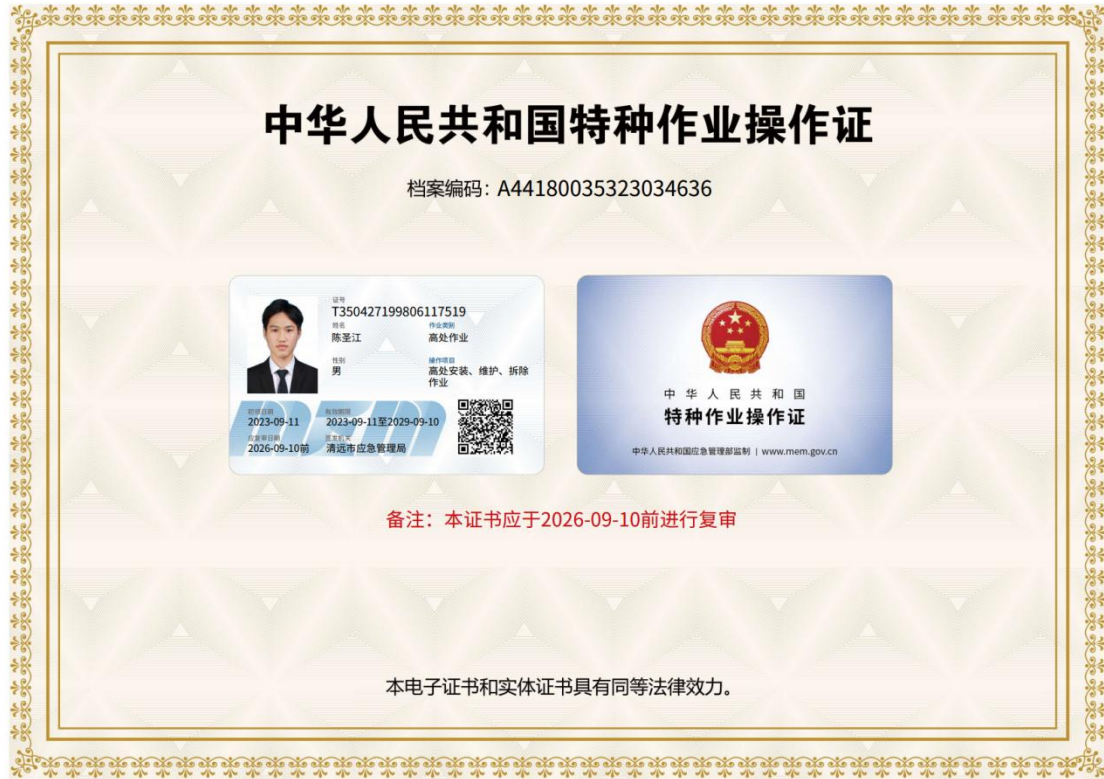 中华人民共和国特种作业操作证
档案编码：A44180035323034636
证号
T350427199806117519
姓名
陈圣江
作业类别
高处作业
性别
男
操作项目
高处安装、维护、拆除
作业
初领日期
2023-09-11
有效期限
2023-09-11至2029-09-10
应复审日期
2026-09-10前
签发机关
清远市应急管理局
中华人民共和国
特种作业操作证
中华人民共和国应急管理部监制 | www.mem.gov.cn
备注：本证书应于2026-09-10前进行复审
本电子证书和实体证书具有同等法律效力。